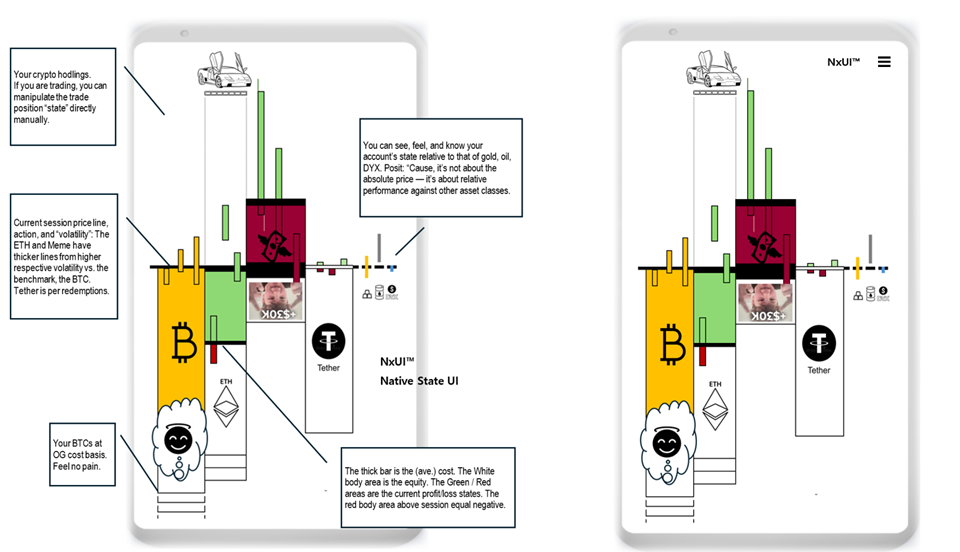 Your crypto hodlings.
If you are trading, you can
manipulate the trade
position “state” directly
manually.
You can see, feel, and know your
account’s state relative to that of gold, oil,
DYX. Posit: “Cause, it’s not about the
absolute price — it’s about relative
performance against other asset classes.
Current session price line,
action, and “volatility”: The
ETH and Meme have
thicker lines from higher
respective volatility vs. the
benchmark, the BTC.
Tether is per redemptions.
Your BTCs at
OG cost basis.
Feel no pain.
The thick bar is the (ave.) cost. The White
body area is the equity. The Green / Red
areas are the current profit/loss states. The
red body area above session equal negative.
+$30K
ETH
Tether
NxUI™
Native State UI
NxUI™
+$30K
ETH
Tether